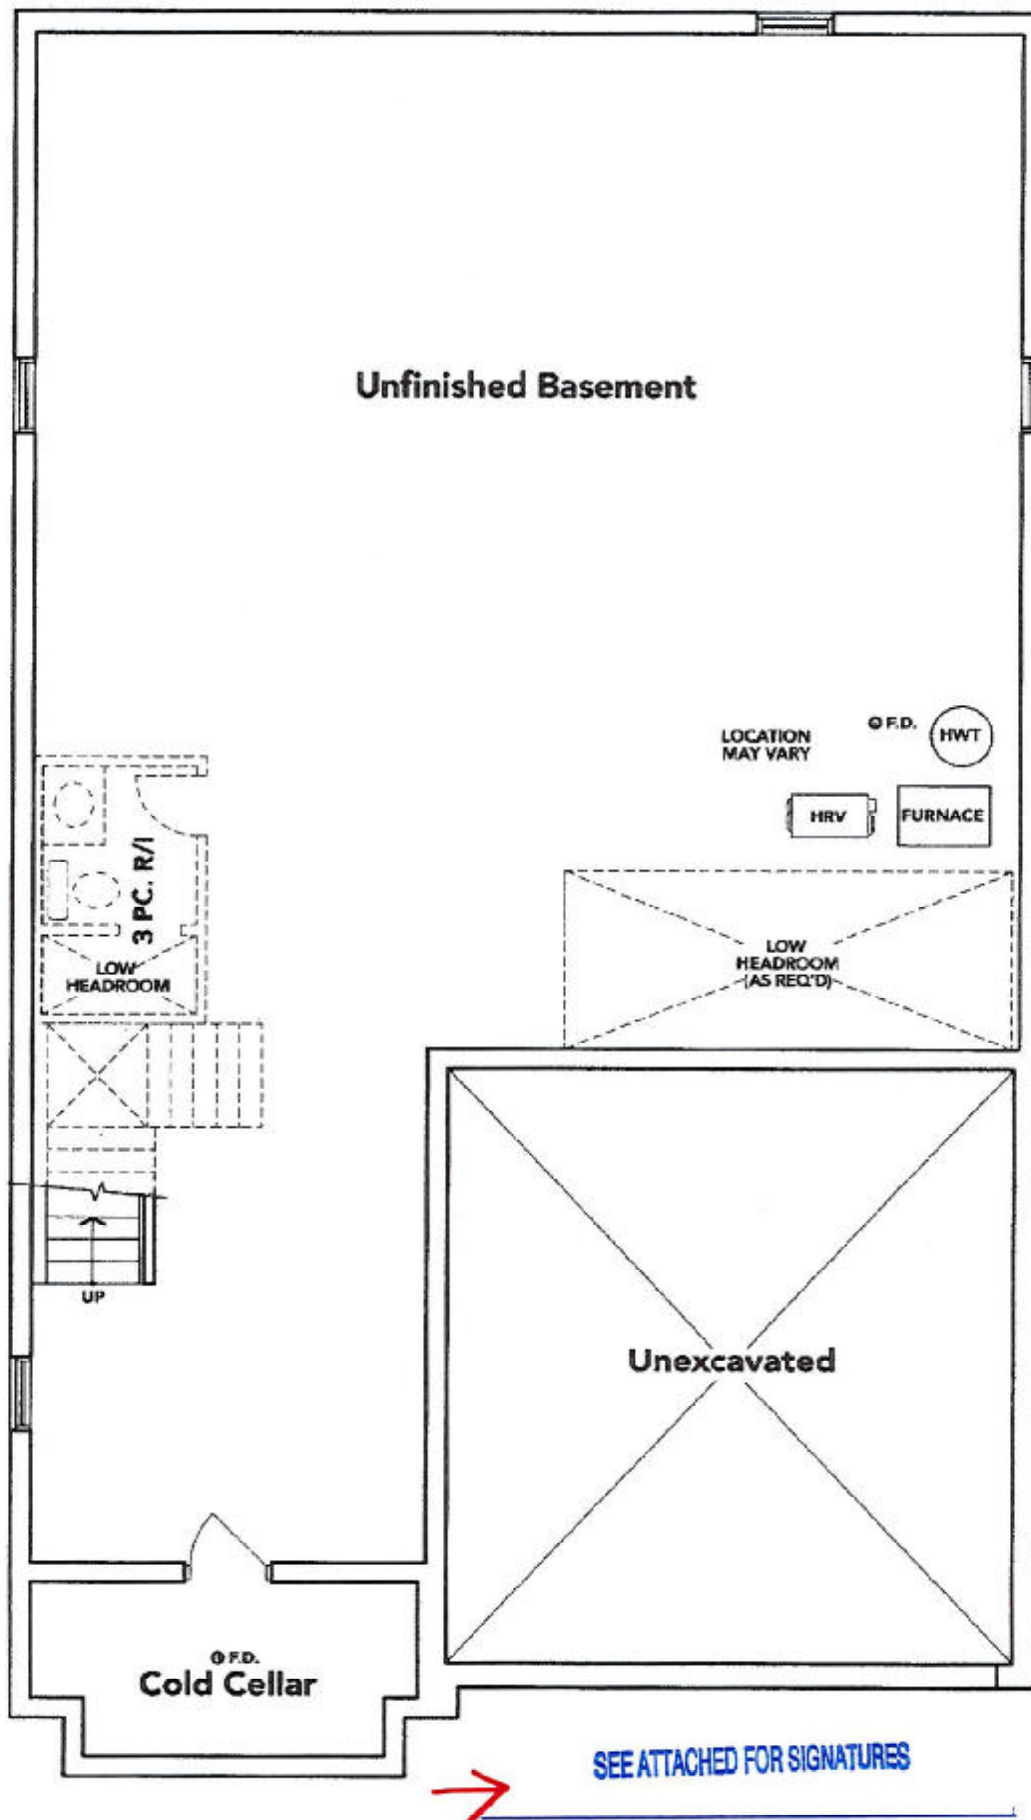 Unfinished Basement
LOCATION
MAY VARY
F.D.
HWT
HRV
FURNACE
3 PC. R/I
LOW
HEADROOM
LOW
HEADROOM
(AS REQ'D)
UP
Unexcavated
F.D.
Cold Cellar
SEE ATTACHED FOR SIGNATURES